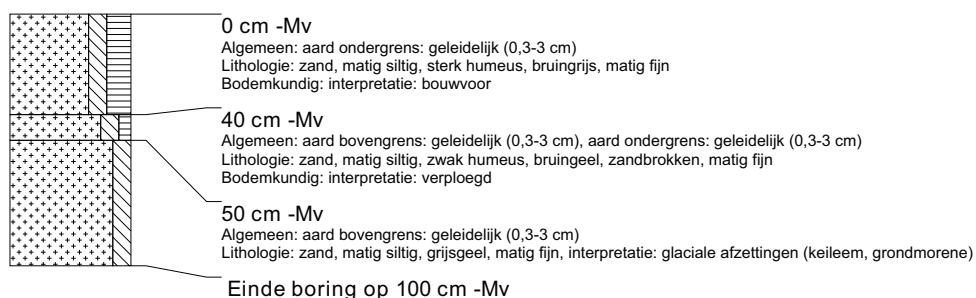 0 cm -Mv
Algemeen: aard ondergrens: geleidelijk (0,3-3 cm)
Lithologie: zand, matig siltig, sterk humeus, bruingrijs, matig fijn
Bodemkundig: interpretatie: bouwvoor
40 cm -Mv
Algemeen: aard bovengrens: geleidelijk (0,3-3 cm), aard ondergrens: geleidelijk (0,3-3 cm)
Lithologie: zand, matig siltig, zwak humeus, bruingeel, zandbrokken, matig fijn
Bodemkundig: interpretatie: verploegd
50 cm -Mv
Algemeen: aard bovengrens: geleidelijk (0,3-3 cm)
Lithologie: zand, matig siltig, grijsgeel, matig fijn, interpretatie: glaciale afzettingen (keileem, grondmorene)
Einde boring op 100 cm -Mv